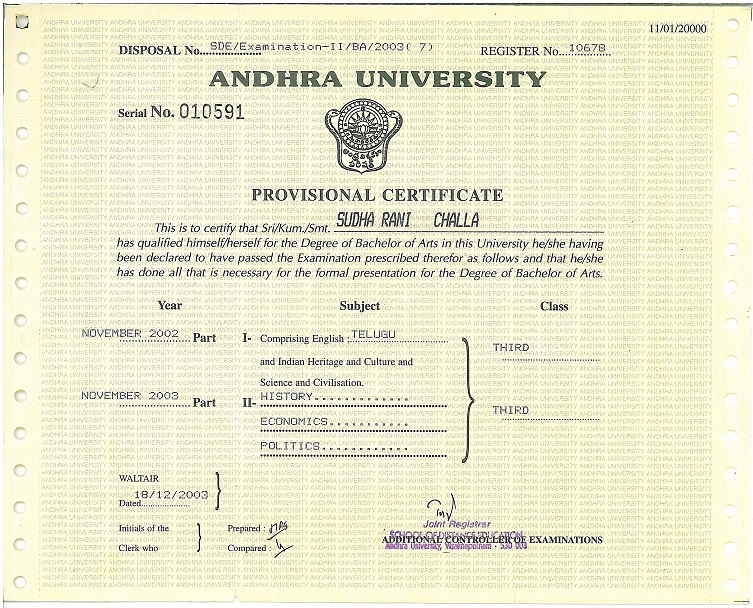 11/01/20000
DISPOSAL No. SDE/Examination-II/BA/2003( 7) REGISTER No. 10678
ANDHRA UNIVERSITY
Serial No. 010591
PROVISIONAL CERTIFICATE
This is to certify that Sri/Kum./Smt. SUDHA RANI CHALLA
has qualified himself/herself for the Degree of Bachelor of Arts in this University he/she having
been declared to have passed the Examination prescribed therefor as follows and that he/she
has done all that is necessary for the formal presentation for the Degree of Bachelor of Arts.
Year Subject Class
NOVEMBER 2002 Part I- Comprising English ; TELUGU
THIRD
and Indian Heritage and Culture and
Science and Civilisation.
NOVEMBER 2003 Part II- HISTORY.............
THIRD
ECONOMICS...........
POLITICS............
WALTAIR
Dated 18/12/2003
Initials of the Prepared :
Clerk who Compared :
Joint Registrar
SCHOOL OF DISTANCE EDUCATION
ADDITIONAL CONTROLLER OF EXAMINATIONS
Andhra University, Visakhapatnam - 530 003